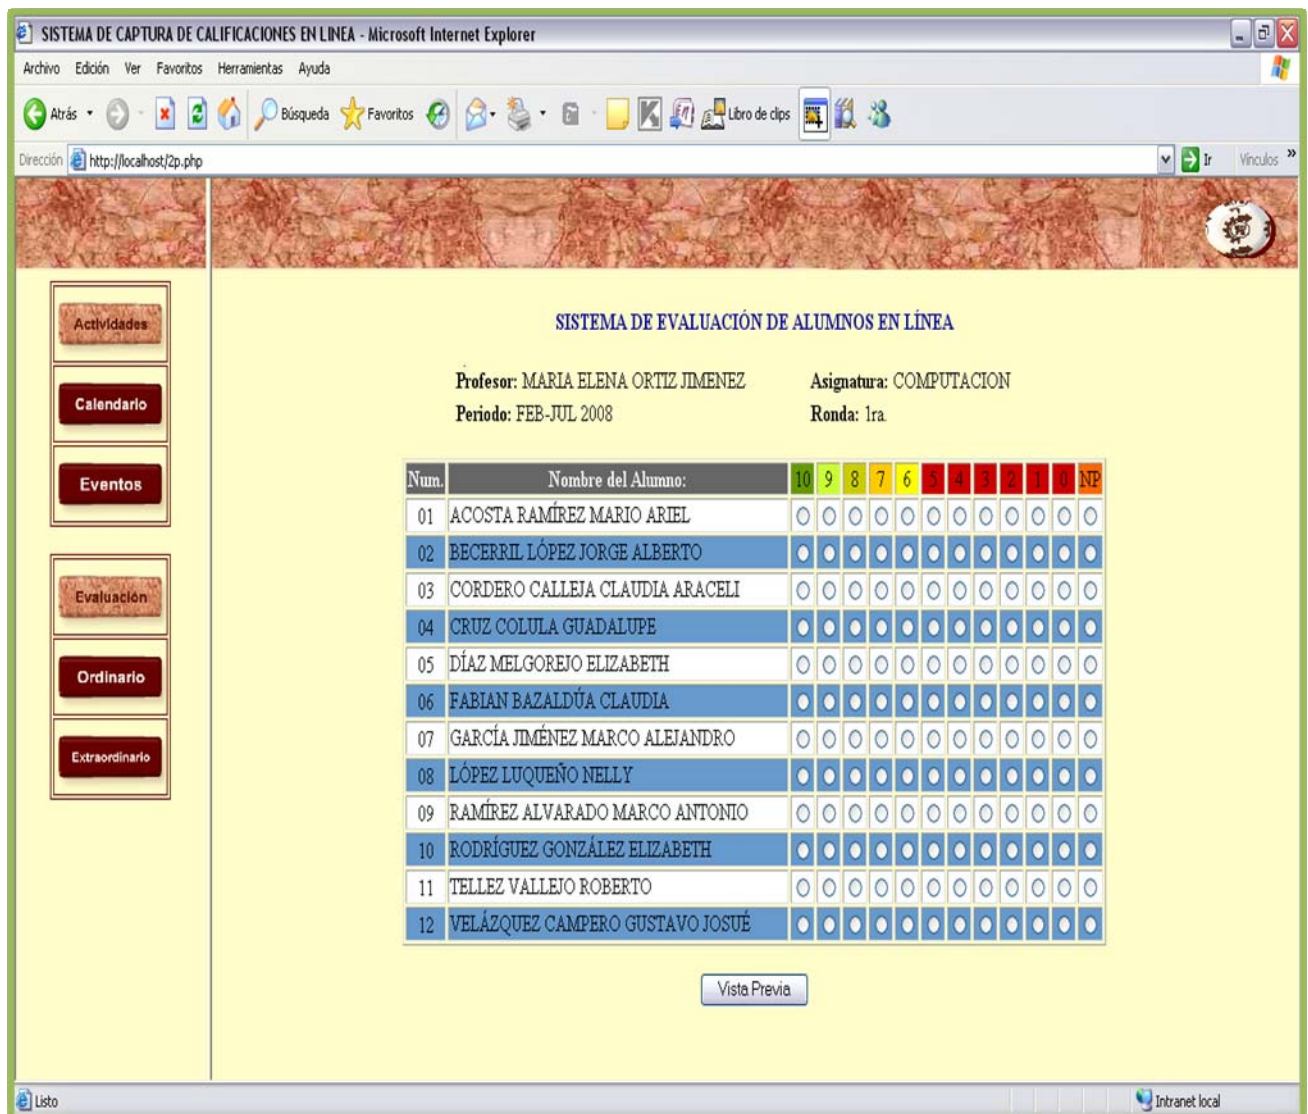 SISTEMA DE CAPTURA DE CALIFICACIONES EN LINEA - Microsoft Internet Explorer
Archivo Edición Ver Favoritos Herramientas Ayuda
Atrás Búsqueda Favoritos Libro de clips
Dirección http://localhost/2p.php Ir Vínculos »
Actividades
Calendario
Eventos
Evaluación
Ordinario
Extraordinario
SISTEMA DE EVALUACIÓN DE ALUMNOS EN LÍNEA
Profesor: MARIA ELENA ORTIZ JIMENEZ Asignatura: COMPUTACION
Periodo: FEB-JUL 2008 Ronda: 1ra.
Num. Nombre del Alumno: 10 9 8 7 6 5 4 3 2 1 0 NP
01 ACOSTA RAMÍREZ MARIO ARIEL
02 BECERRIL LÓPEZ JORGE ALBERTO
03 CORDERO CALLEJA CLAUDIA ARACELI
04 CRUZ COLULA GUADALUPE
05 DÍAZ MELGOREJO ELIZABETH
06 FABIAN BAZALDÚA CLAUDIA
07 GARCÍA JIMÉNEZ MARCO ALEJANDRO
08 LÓPEZ LUQUEÑO NELLY
09 RAMÍREZ ALVARADO MARCO ANTONIO
10 RODRÍGUEZ GONZÁLEZ ELIZABETH
11 TELLEZ VALLEJO ROBERTO
12 VELÁZQUEZ CAMPERO GUSTAVO JOSUÉ
Vista Previa
Listo Intranet local